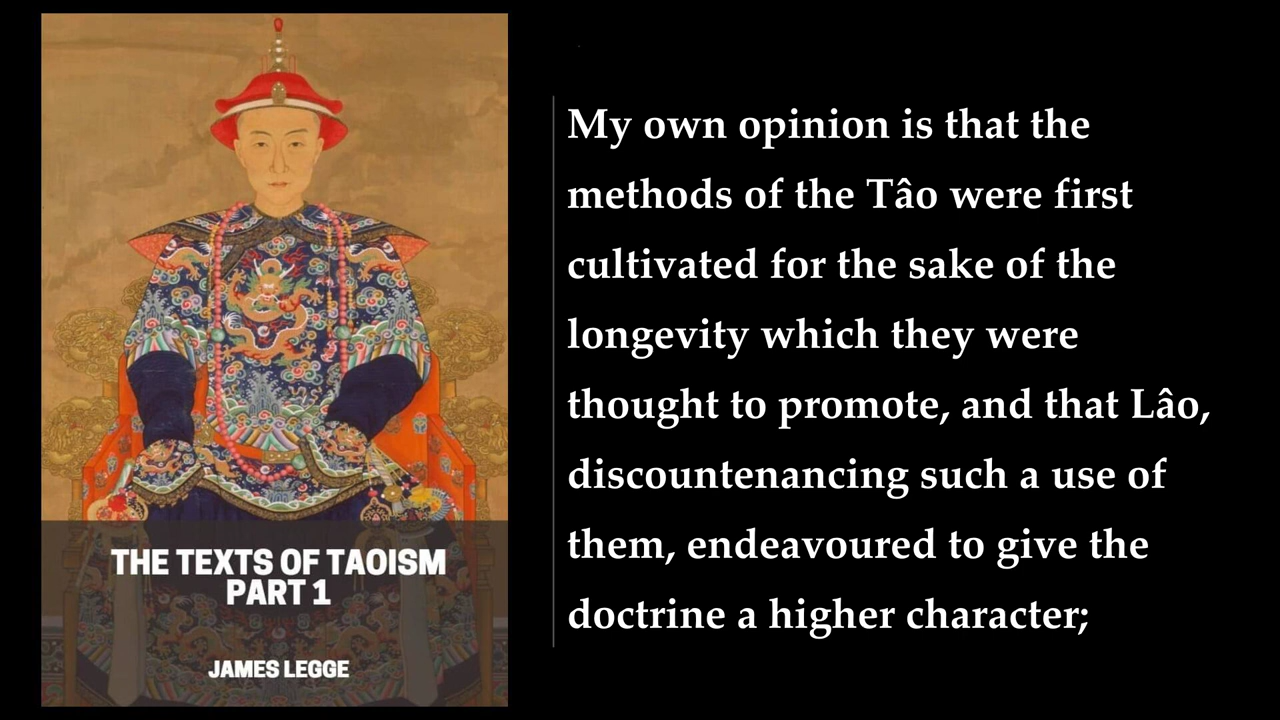 THE TEXTS OF TAOISM
PART 1
JAMES LEGGE
My own opinion is that the
methods of the Tâo were first
cultivated for the sake of the
longevity which they were
thought to promote, and that Lâo,
discountenancing such a use of
them, endeavoured to give the
doctrine a higher character;